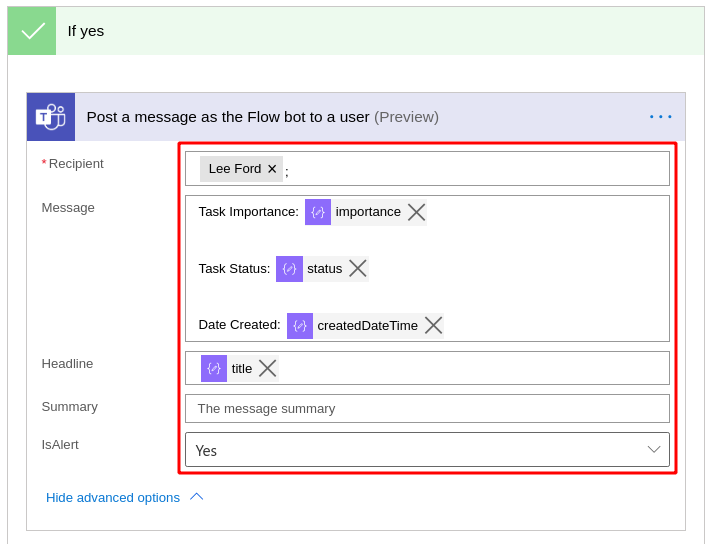 If yes
T
Post a message as the Flow bot to a user (Preview) ...
* Recipient
Lee Ford × ;
Message
Task Importance: {} importance ×
Task Status: {} status ×
Date Created: {} createdDateTime ×
Headline
{} title ×
Summary
The message summary
IsAlert
Yes
Hide advanced options